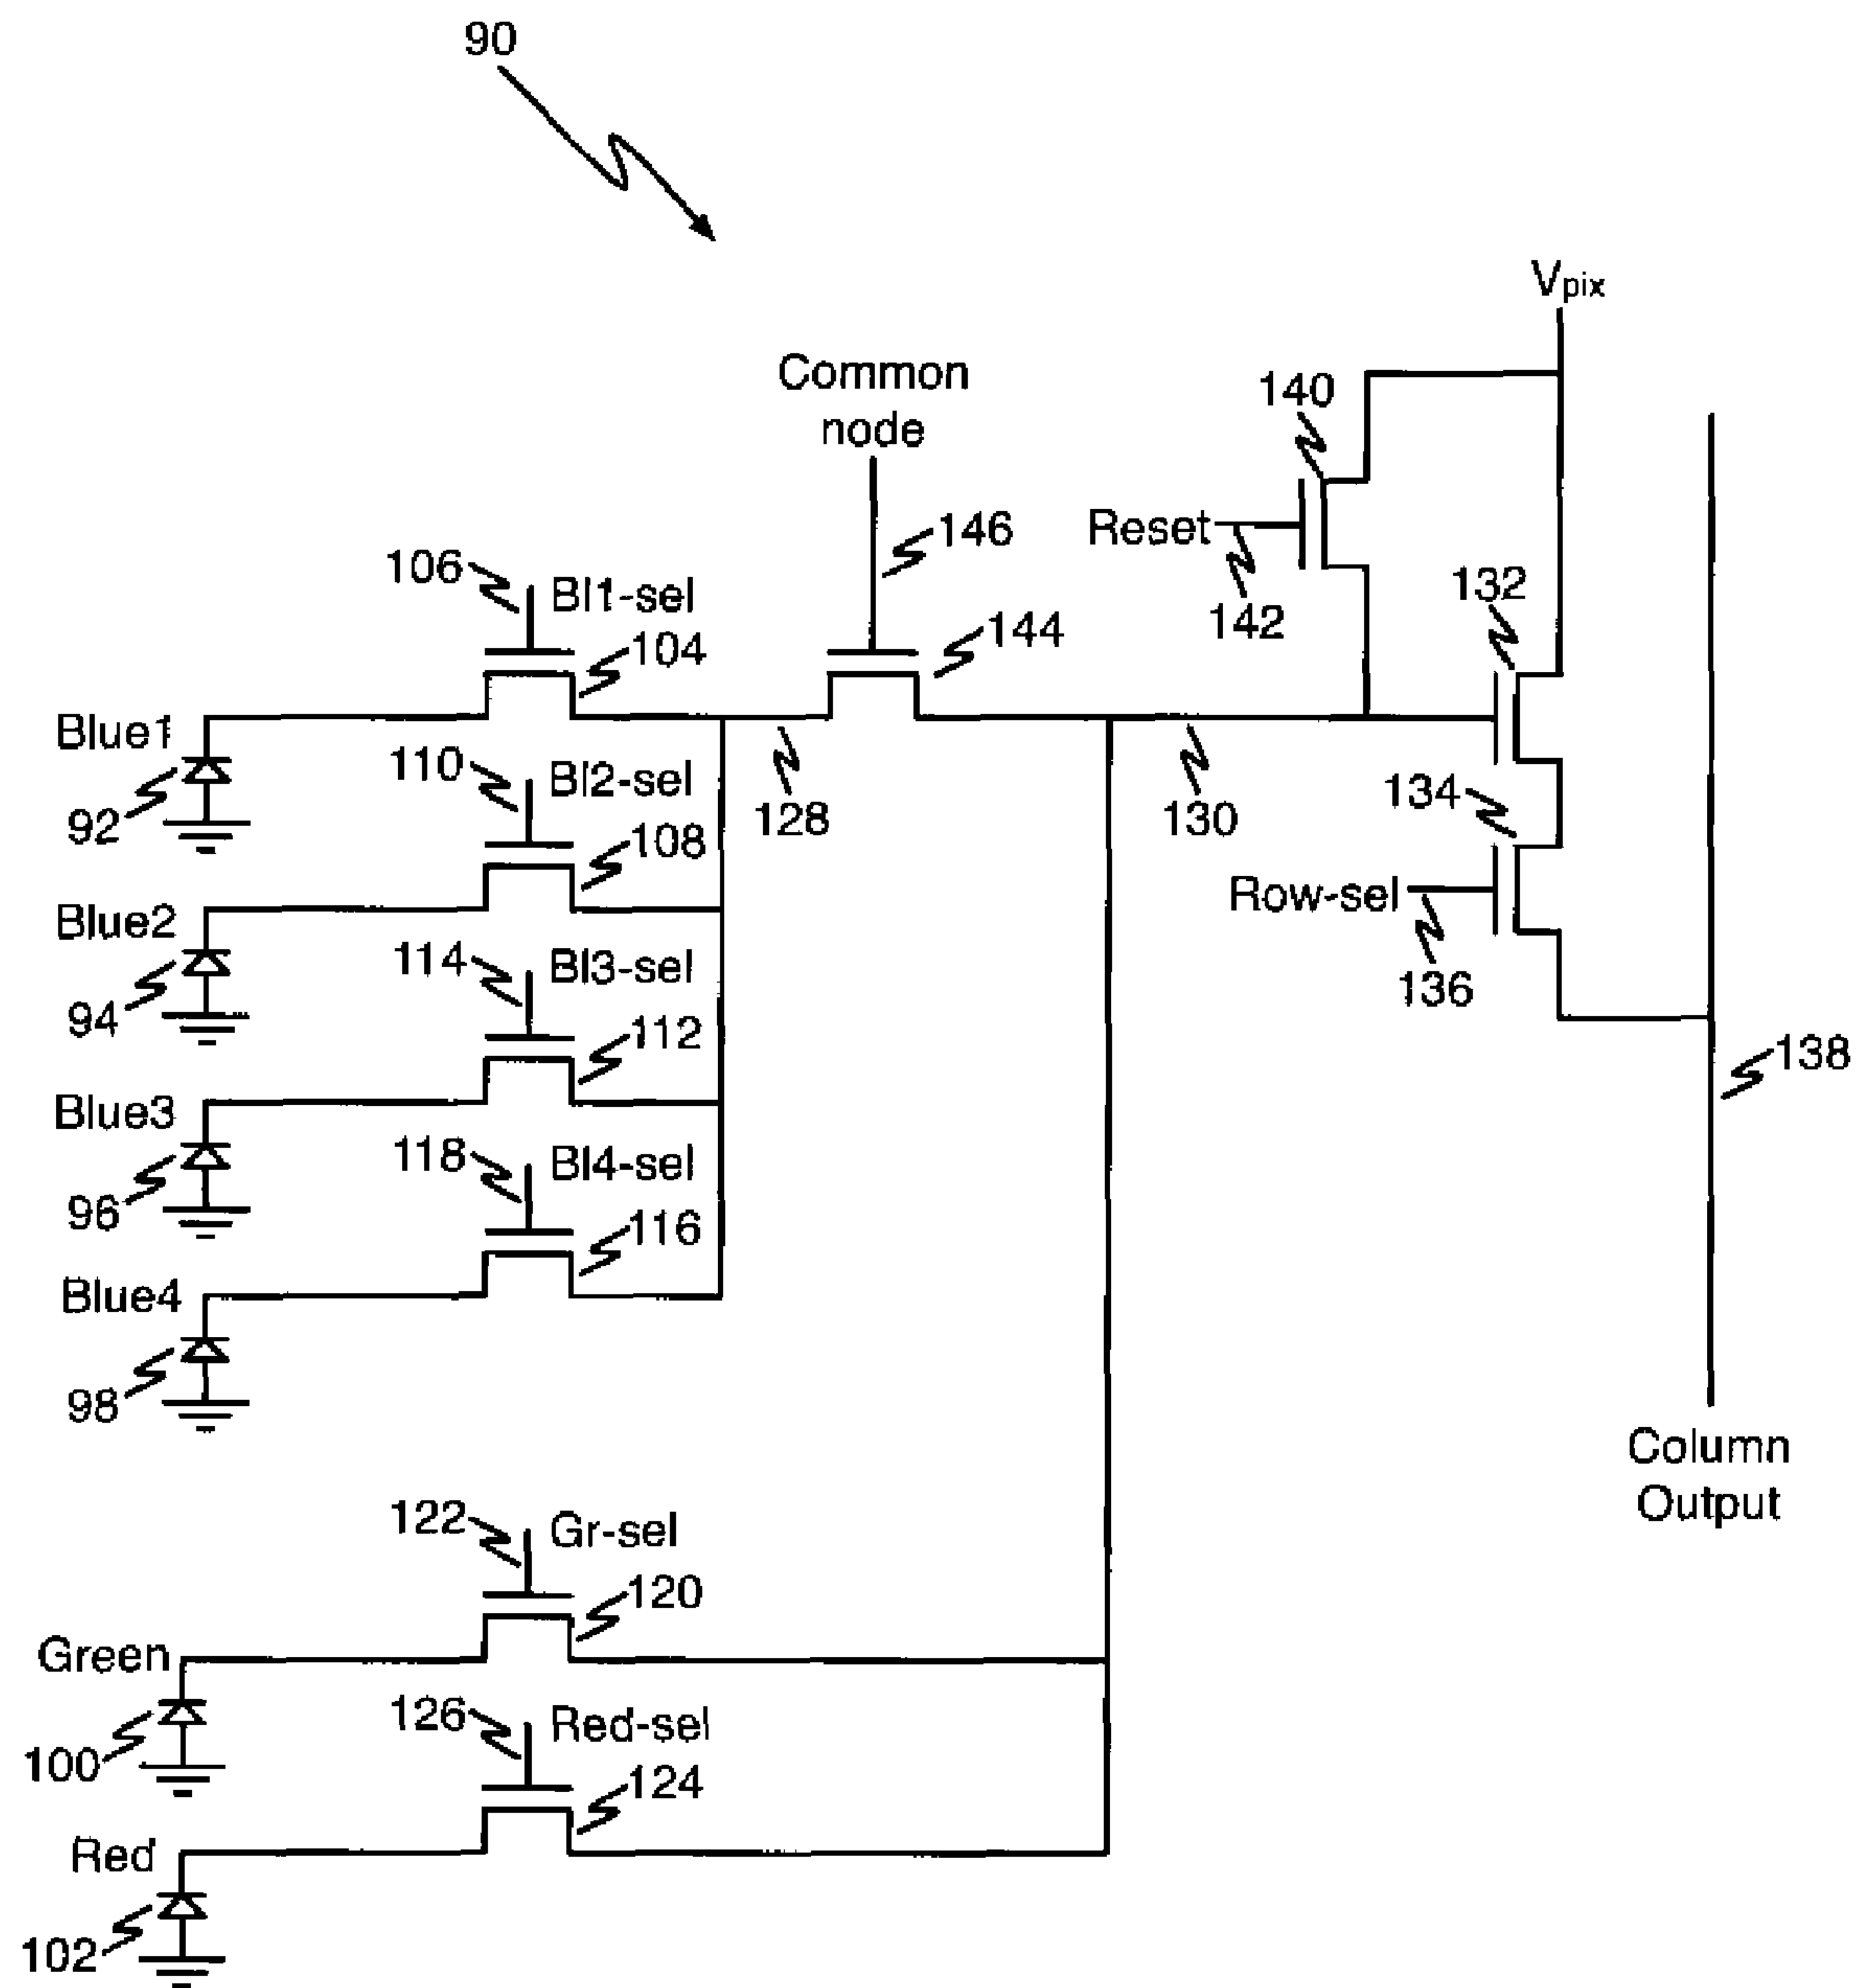 90
Vpix
Common
node
140
Reset
146
142
132
106
Bl1-sel
104
144
Blue1
92
110
Bl2-sel
128
130
134
108
Row-sel
136
Blue2
94
114
Bl3-sel
112
138
Blue3
96
118
Bl4-sel
116
Blue4
98
Column
Output
122
Gr-sel
120
Green
100
126
Red-sel
124
Red
102